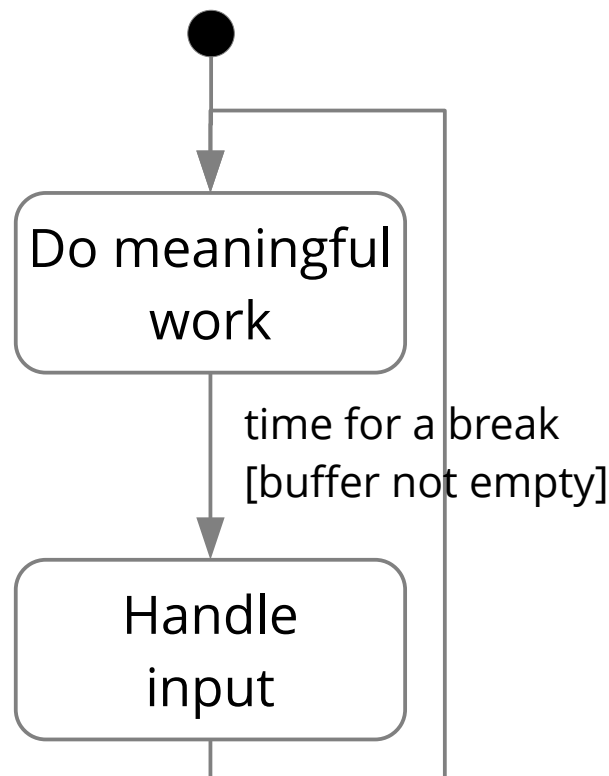 Do meaningful
work
time for a break
[buffer not empty]
Handle
input